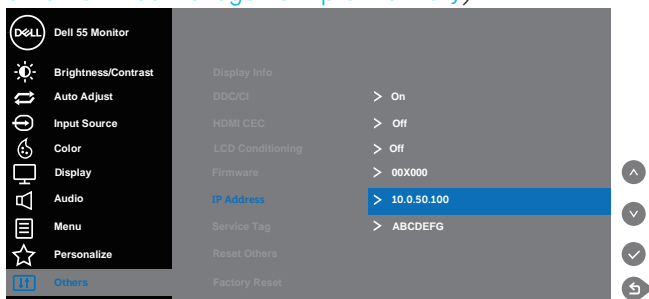 DELL Dell 55 Monitor
Brightness/Contrast Display Info
Auto Adjust DDC/CI > On
Input Source HDMI CEC > Off
Color LCD Conditioning > Off
Display Firmware > 00X000
Audio IP Address > 10.0.50.100
Menu Service Tag > ABCDEFG
Personalize Reset Others
Others Factory Reset